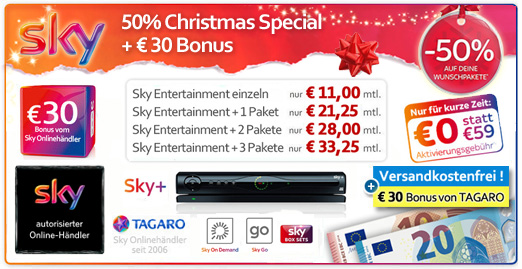 sky
50% Christmas Special
+ € 30 Bonus
-50%
AUF DEINE
WUNSCHPAKETE*
€30
Bonus vom
Sky Onlinehändler
Sky Entertainment einzeln nur € 11,00 mtl.
Sky Entertainment + 1 Paket nur € 21,25 mtl.
Sky Entertainment + 2 Pakete nur € 28,00 mtl.
Sky Entertainment + 3 Pakete nur € 33,25 mtl.
Nur für kurze Zeit:
€0 statt €59
Aktivierungsgebühr
sky
autorisierter
Online-Händler
Sky+
Versandkostenfrei !
+ € 30 Bonus von TAGARO
TAGARO
Sky Onlinehändler
seit 2006
Sky On Demand
go
Sky Go
sky
BOX SETS
20